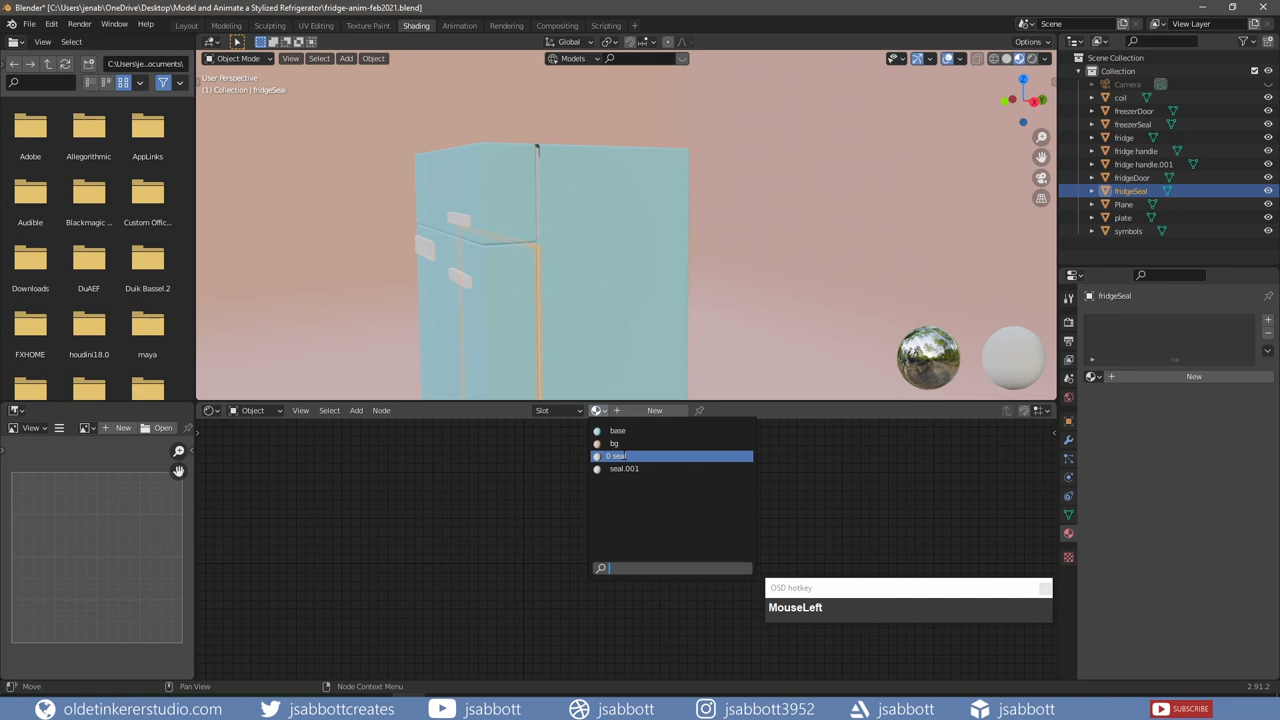 Blender* [C:\Users\jenab\OneDrive\Desktop\Model and Animate a Stylized Refrigerator\fridge-anim-feb2021.blend]
File Edit Render Window Help Layout Modeling Sculpting UV Editing Texture Paint Shading Animation Rendering Compositing Scripting Scene View Layer
View Select Global Options
C:\Users\je...ocuments\ Object Mode View Select Add Object Models
User Perspective
(1) Collection | fridgeSeal
Adobe Allegorithmic AppLinks
Audible Blackmagic ... Custom Offic...
Downloads DuAEF Duik Bassel.2
FXHOME houdini18.0 maya
Scene Collection
Collection
Camera
coil
freezerDoor
freezerSeal
fridge
fridge handle
fridge handle.001
fridgeDoor
fridgeSeal
Plane
plate
symbols
X
Y
Z
fridgeSeal
New
View New Open
Object View Select Add Node Slot New
base
bg
0 seal
seal.001
OSD hotkey
MouseLeft
Move Pan View Node Context Menu 2.91.2
oldetinkererstudio.com jsabbottcreates jsabbott jsabbott jsabbott3952 jsabbott jsabbott SUBSCRIBE